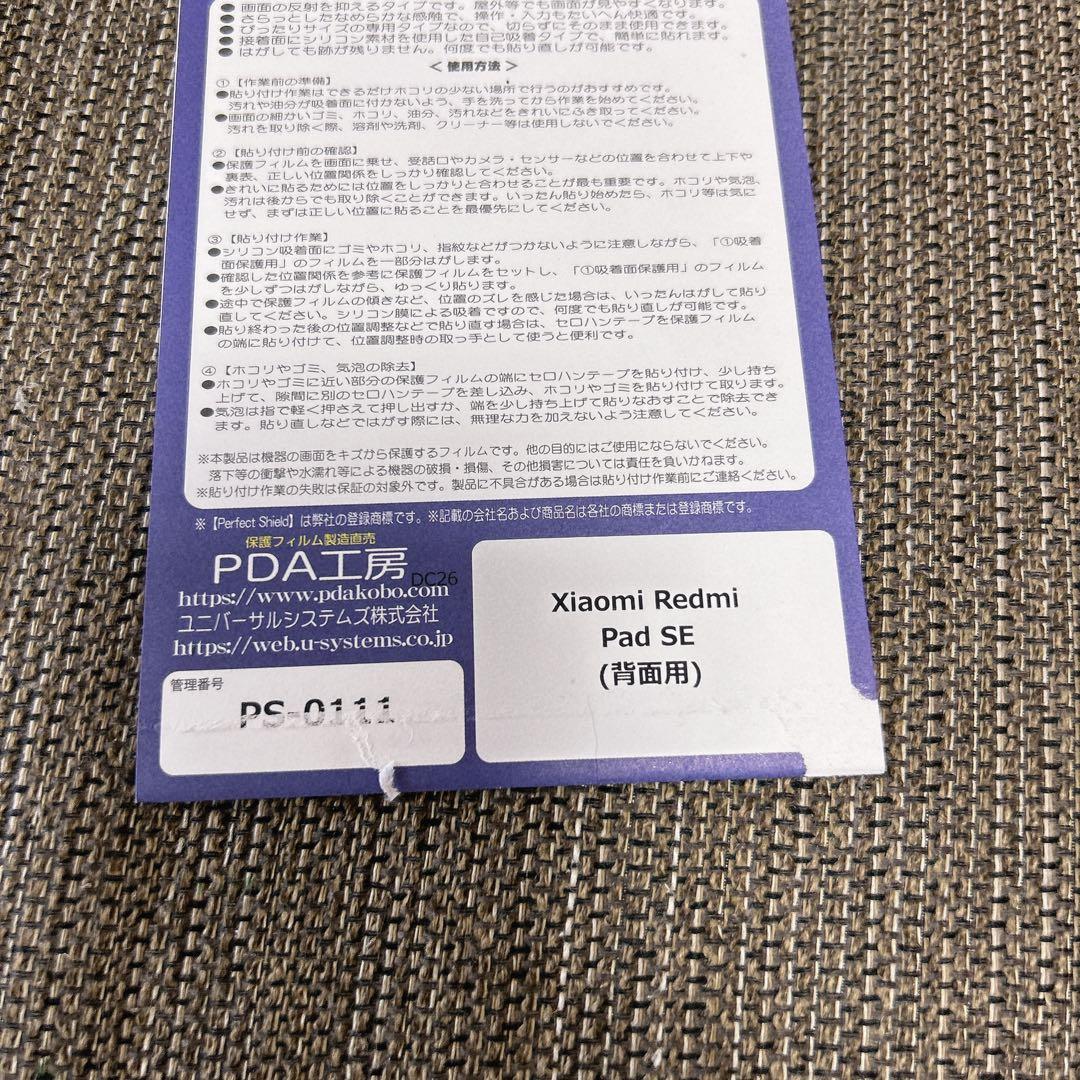 ●画面の反射を抑えるタイプです。屋外等でも画面が見やすくなります。
●さらっとしたなめらかな感触で、操作・入力もたいへん快適です。
●ぴったりサイズの専用タイプなので、切らずにそのまま使用できます。
●接着面にシリコン素材を使用した自己吸着タイプで、簡単に貼れます。
●はがしても跡が残りません。何度でも貼り直しが可能です。
＜使用方法＞
①【作業前の準備】
●貼り付け作業はできるだけホコリの少ない場所で行うのがおすすめです。
汚れや油分が吸着面に付かないよう、手を洗ってから作業を始めてください。
●画面の細かいゴミ、ホコリ、油分、汚れなどをきれいにふき取ってください。
汚れを取り除く際、溶剤や洗剤、クリーナー等は使用しないでください。
②【貼り付け前の確認】
●保護フィルムを画面に乗せ、受話口やカメラ・センサーなどの位置を合わせて上下や
裏表、正しい位置関係をしっかり確認してください。
●きれいに貼るためには位置をしっかりと合わせることが最も重要です。ホコリや気泡、
汚れは後からでも取り除くことができます。いったん貼り始めたら、ホコリ等は気に
せず、まずは正しい位置に貼ることを最優先にしてください。
③【貼り付け作業】
●シリコン吸着面にゴミやホコリ、指紋などがつかないように注意しながら、「①吸着
面保護用」のフィルムを一部分はがします。
●確認した位置関係を参考に保護フィルムをセットし、「①吸着面保護用」のフィルム
を少しずつはがしながら、ゆっくり貼ります。
●途中で保護フィルムの傾きなど、位置のズレを感じた場合は、いったんはがして貼り
直してください。シリコン膜による吸着ですので、何度でも貼り直しが可能です。
●貼り終わった後の位置調整などで貼り直す場合は、セロハンテープを保護フィルム
の端に貼り付けて、位置調整時の取っ手として使うと便利です。
④【ホコリやゴミ、気泡の除去】
●ホコリやゴミに近い部分の保護フィルムの端にセロハンテープを貼り付け、少し持ち
上げて、隙間に別のセロハンテープを差し込み、ホコリやゴミを貼り付けて取ります。
●気泡は指で軽く押さえて押し出すか、端を少し持ち上げて貼りなおすことで除去でき
ます。貼り直しなどではがす際には、無理な力を加えないよう注意してください。
※本製品は機器の画面をキズから保護するフィルムです。他の目的にはご使用にならないでください。
落下等の衝撃や水濡れ等による機器の破損・損傷、その他損害については責任を負いかねます。
※貼り付け作業の失敗は保証の対象外です。製品に不具合がある場合は貼り付け作業前にご連絡ください。
※【Perfect Shield】は弊社の登録商標です。※記載の会社名および商品名は各社の商標または登録商標です。
保護フィルム製造直売
PDA工房 DC26
https://www.pdakobo.com
ユニバーサルシステムズ株式会社
https://web.u-systems.co.jp
管理番号
PS-0111
Xiaomi Redmi
Pad SE
(背面用)